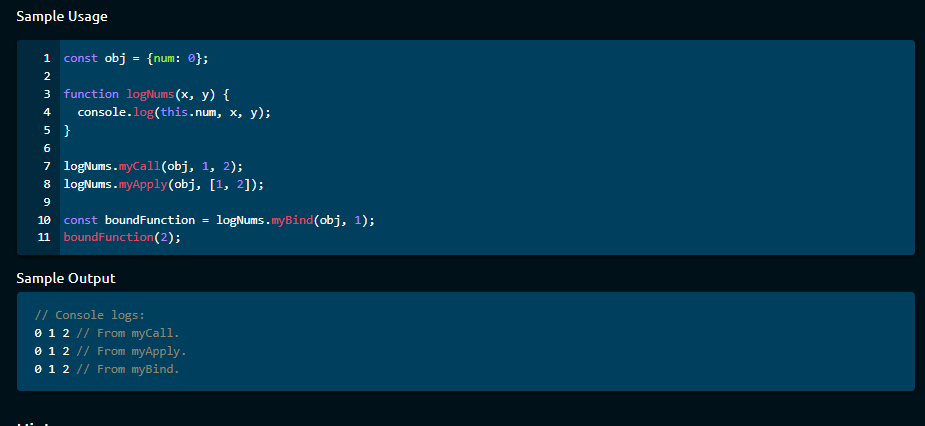 Sample Usage
1 const obj = {num: 0};
2
3 function logNums(x, y) {
4   console.log(this.num, x, y);
5 }
6
7 logNums.myCall(obj, 1, 2);
8 logNums.myApply(obj, [1, 2]);
9
10 const boundFunction = logNums.myBind(obj, 1);
11 boundFunction(2);
Sample Output
// Console logs:
0 1 2 // From myCall.
0 1 2 // From myApply.
0 1 2 // From myBind.